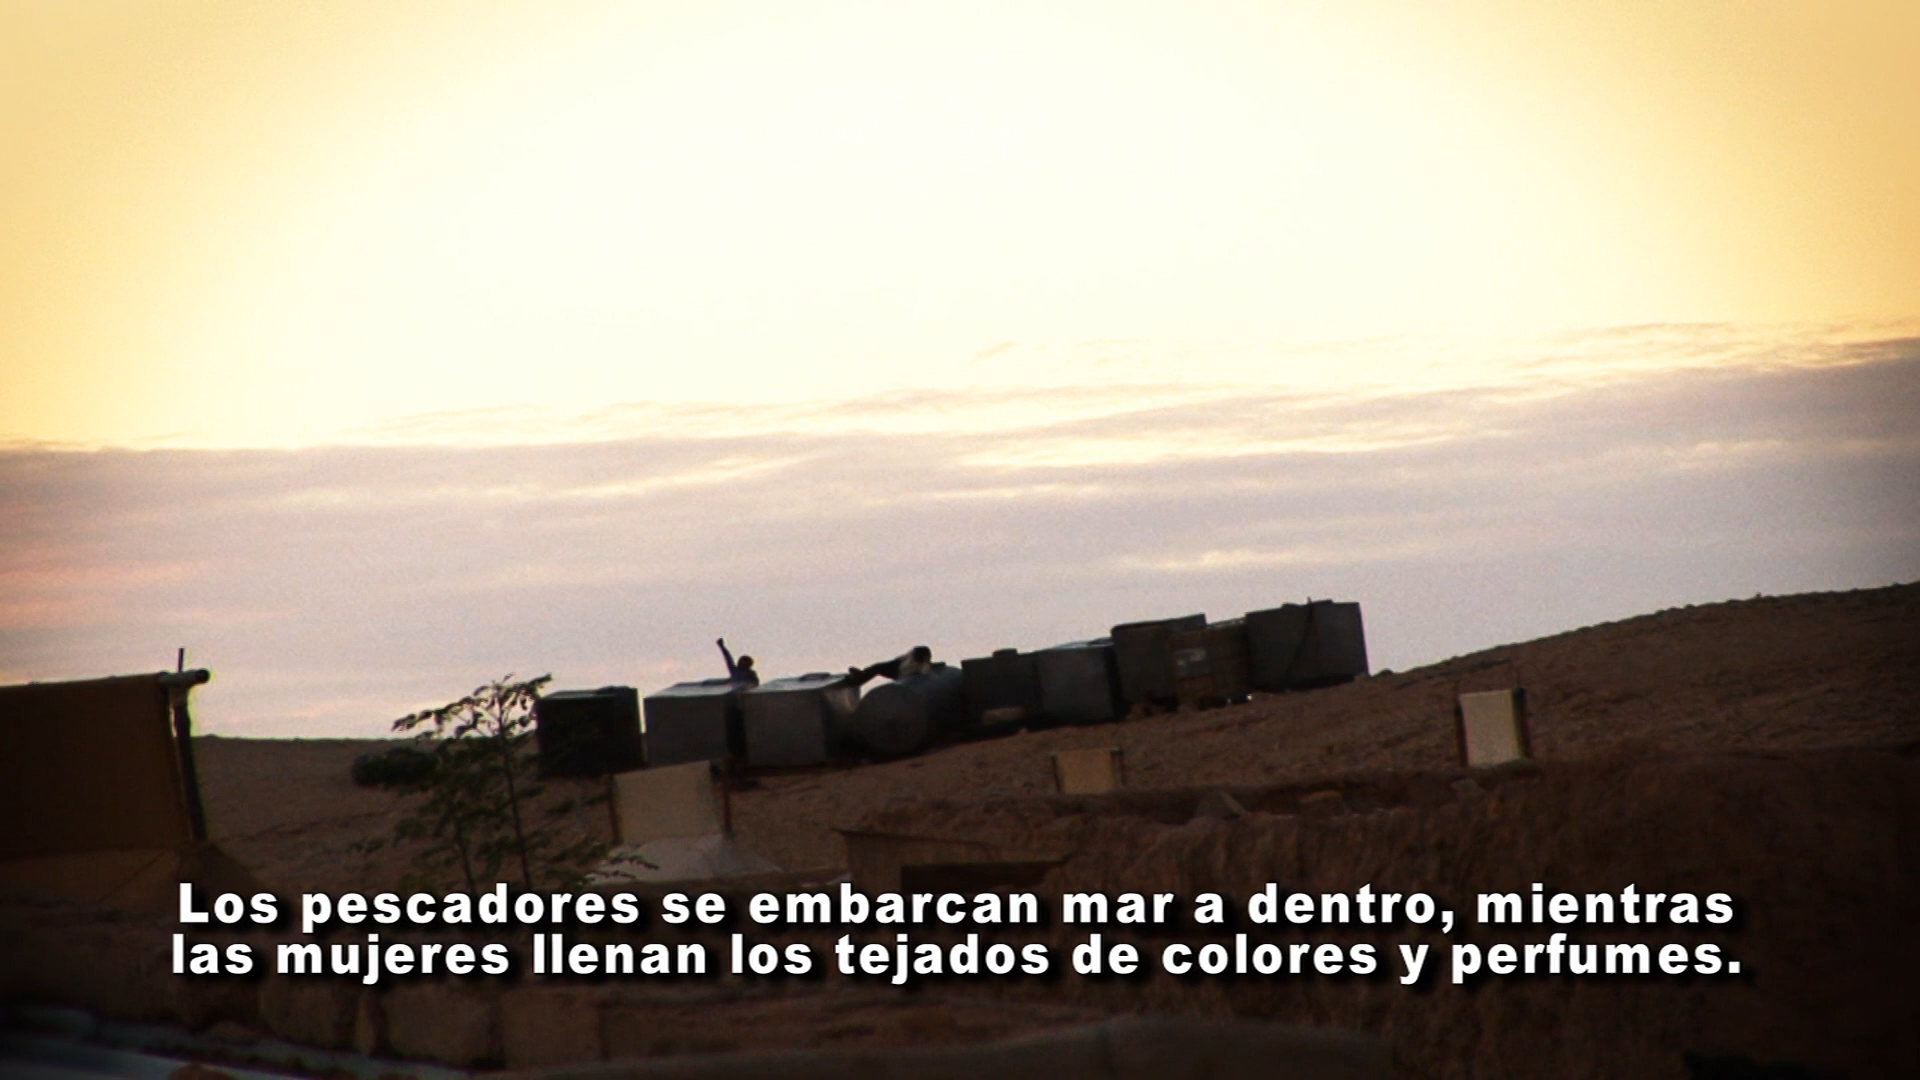 Los pescadores se embarcan mar a dentro, mientras
las mujeres llenan los tejados de colores y perfumes.